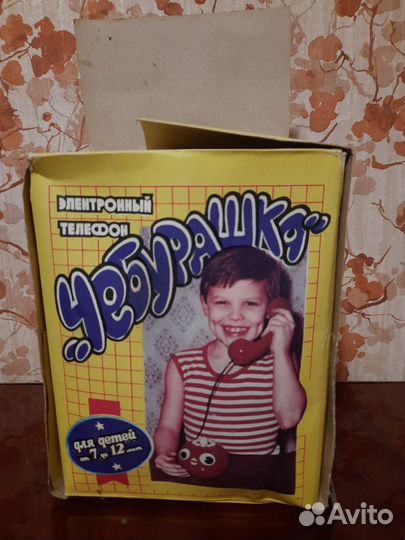 электронный
телефон
"Чебурашка"
для детей
от 7 до 12 лет
Avito